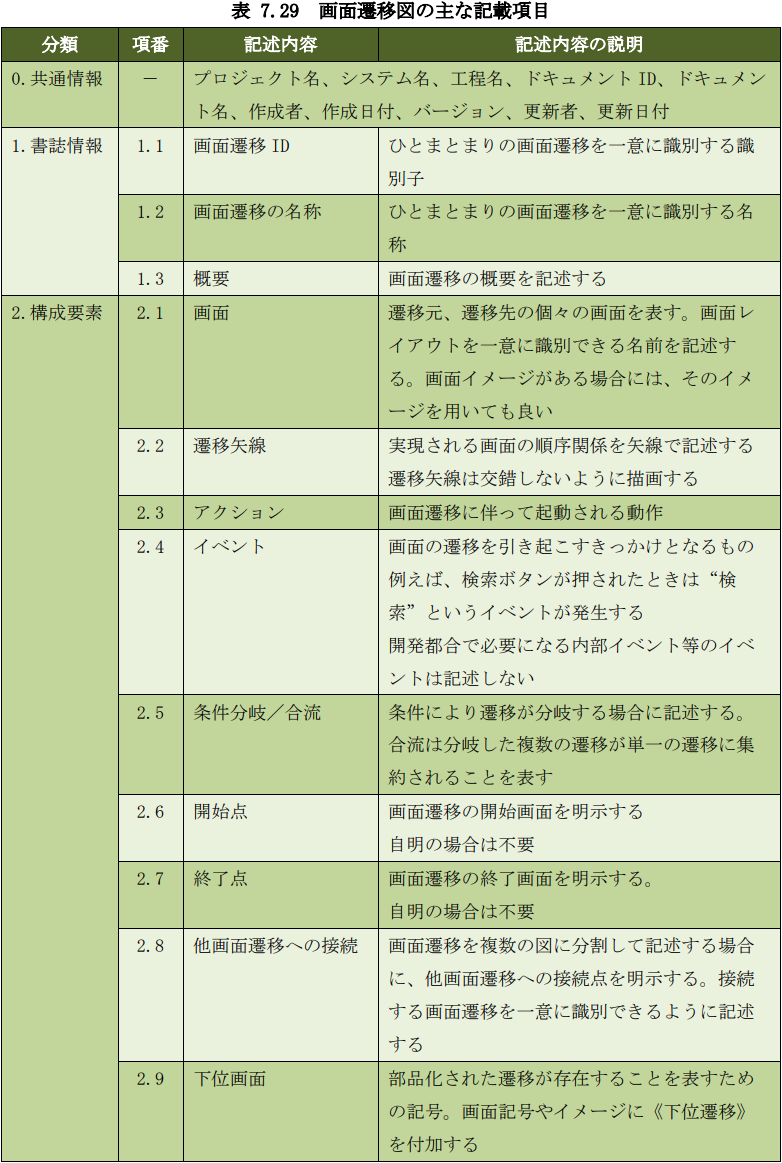 表 7.29 画面遷移図の主な記載項目
分類 項番 記述内容 記述内容の説明
0.共通情報 － プロジェクト名、システム名、工程名、ドキュメント ID、ドキュメン
ト名、作成者、作成日付、バージョン、更新者、更新日付
1.書誌情報 1.1 画面遷移 ID ひとまとまりの画面遷移を一意に識別する識
別子
1.2 画面遷移の名称 ひとまとまりの画面遷移を一意に識別する名
称
1.3 概要 画面遷移の概要を記述する
2.構成要素 2.1 画面 遷移元、遷移先の個々の画面を表す。画面レ
イアウトを一意に識別できる名前を記述す
る。画面イメージがある場合には、そのイメ
ージを用いても良い
2.2 遷移矢線 実現される画面の順序関係を矢線で記述する
遷移矢線は交錯しないように描画する
2.3 アクション 画面遷移に伴って起動される動作
2.4 イベント 画面の遷移を引き起こすきっかけとなるもの
例えば、検索ボタンが押されたときは“検
索”というイベントが発生する
開発都合で必要になる内部イベント等のイベ
ントは記述しない
2.5 条件分岐／合流 条件により遷移が分岐する場合に記述する。
合流は分岐した複数の遷移が単一の遷移に集
約されることを表す
2.6 開始点 画面遷移の開始画面を明示する
自明の場合は不要
2.7 終了点 画面遷移の終了画面を明示する。
自明の場合は不要
2.8 他画面遷移への接続 画面遷移を複数の図に分割して記述する場合
に、他画面遷移への接続点を明示する。接続
する画面遷移を一意に識別できるように記述
する
2.9 下位画面 部品化された遷移が存在することを表すため
の記号。画面記号やイメージに《下位遷移》
を付加する